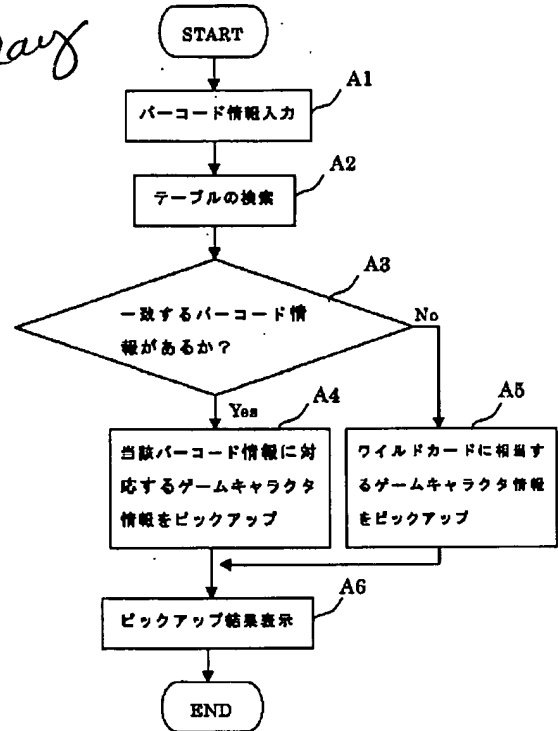 START
A1
バーコード情報入力
A2
テーブルの検索
A3
一致するバーコード情
報があるか？
No
Yes
A4
当該バーコード情報に対
応するゲームキャラクタ
情報をピックアップ
A5
ワイルドカードに相当す
るゲームキャラクタ情報
をピックアップ
A6
ピックアップ結果表示
END